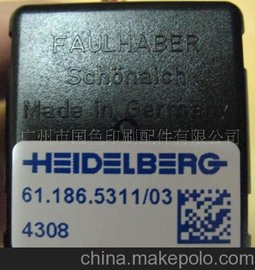 FAULHABER
Schönaich
Made In Germany
广州市国色印刷配件有限公司
HEIDELBERG
61.186.5311/03
4308
china.makepolo.com